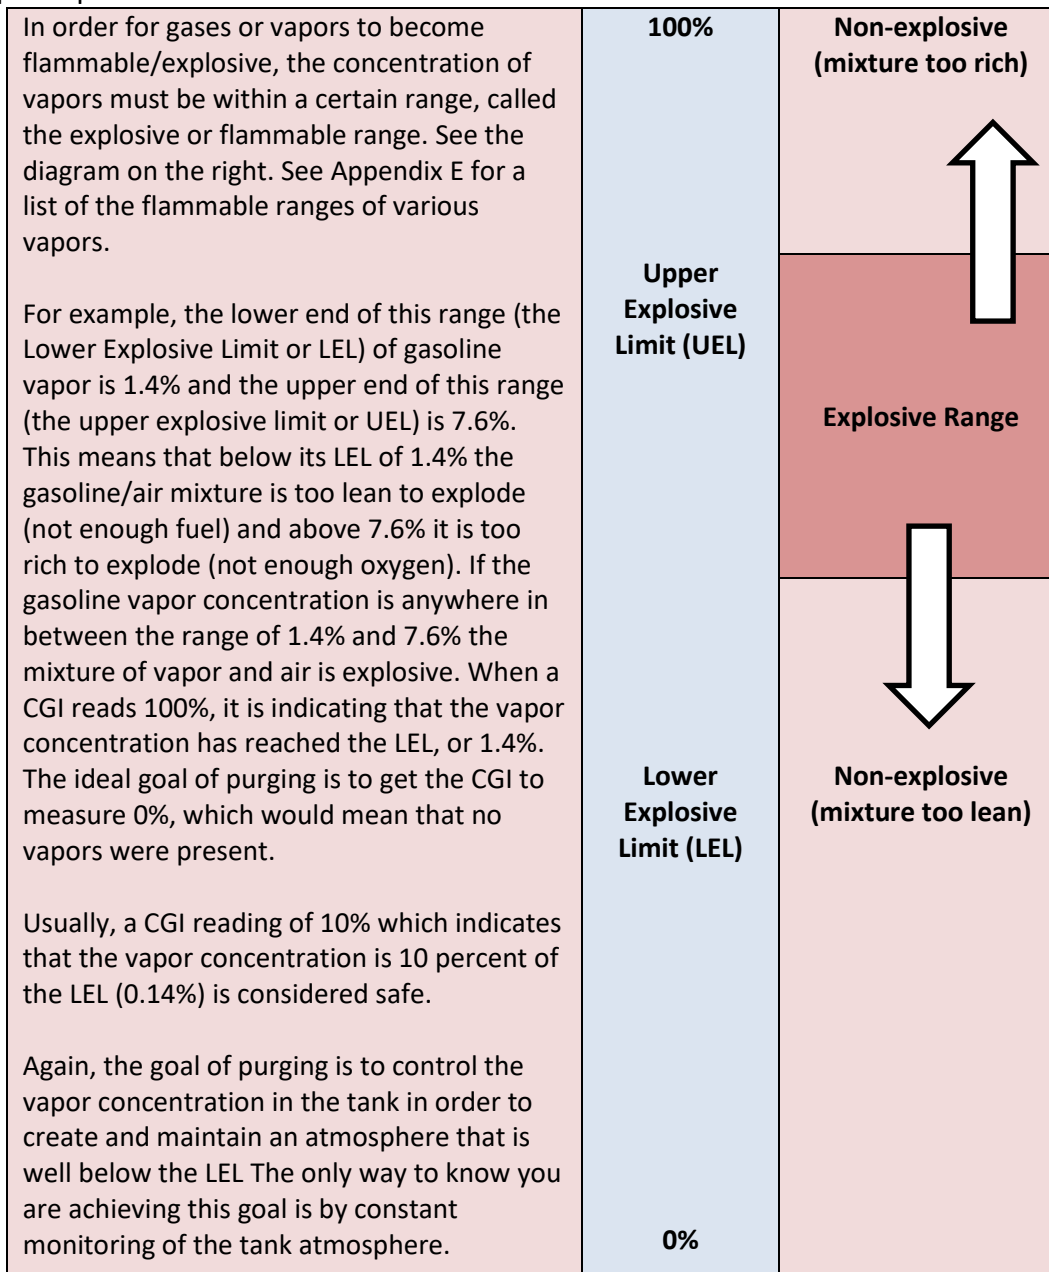 In order for gases or vapors to become
flammable/explosive, the concentration of
vapors must be within a certain range, called
the explosive or flammable range. See the
diagram on the right. See Appendix E for a
list of the flammable ranges of various
vapors.
For example, the lower end of this range (the
Lower Explosive Limit or LEL) of gasoline
vapor is 1.4% and the upper end of this range
(the upper explosive limit or UEL) is 7.6%.
This means that below its LEL of 1.4% the
gasoline/air mixture is too lean to explode
(not enough fuel) and above 7.6% it is too
rich to explode (not enough oxygen). If the
gasoline vapor concentration is anywhere in
between the range of 1.4% and 7.6% the
mixture of vapor and air is explosive. When a
CGI reads 100%, it is indicating that the vapor
concentration has reached the LEL, or 1.4%.
The ideal goal of purging is to get the CGI to
measure 0%, which would mean that no
vapors were present.
Usually, a CGI reading of 10% which indicates
that the vapor concentration is 10 percent of
the LEL (0.14%) is considered safe.
Again, the goal of purging is to control the
vapor concentration in the tank in order to
create and maintain an atmosphere that is
well below the LEL The only way to know you
are achieving this goal is by constant
monitoring of the tank atmosphere.
100%
Upper
Explosive
Limit (UEL)
Lower
Explosive
Limit (LEL)
0%
Non-explosive
(mixture too rich)
Explosive Range
Non-explosive
(mixture too lean)